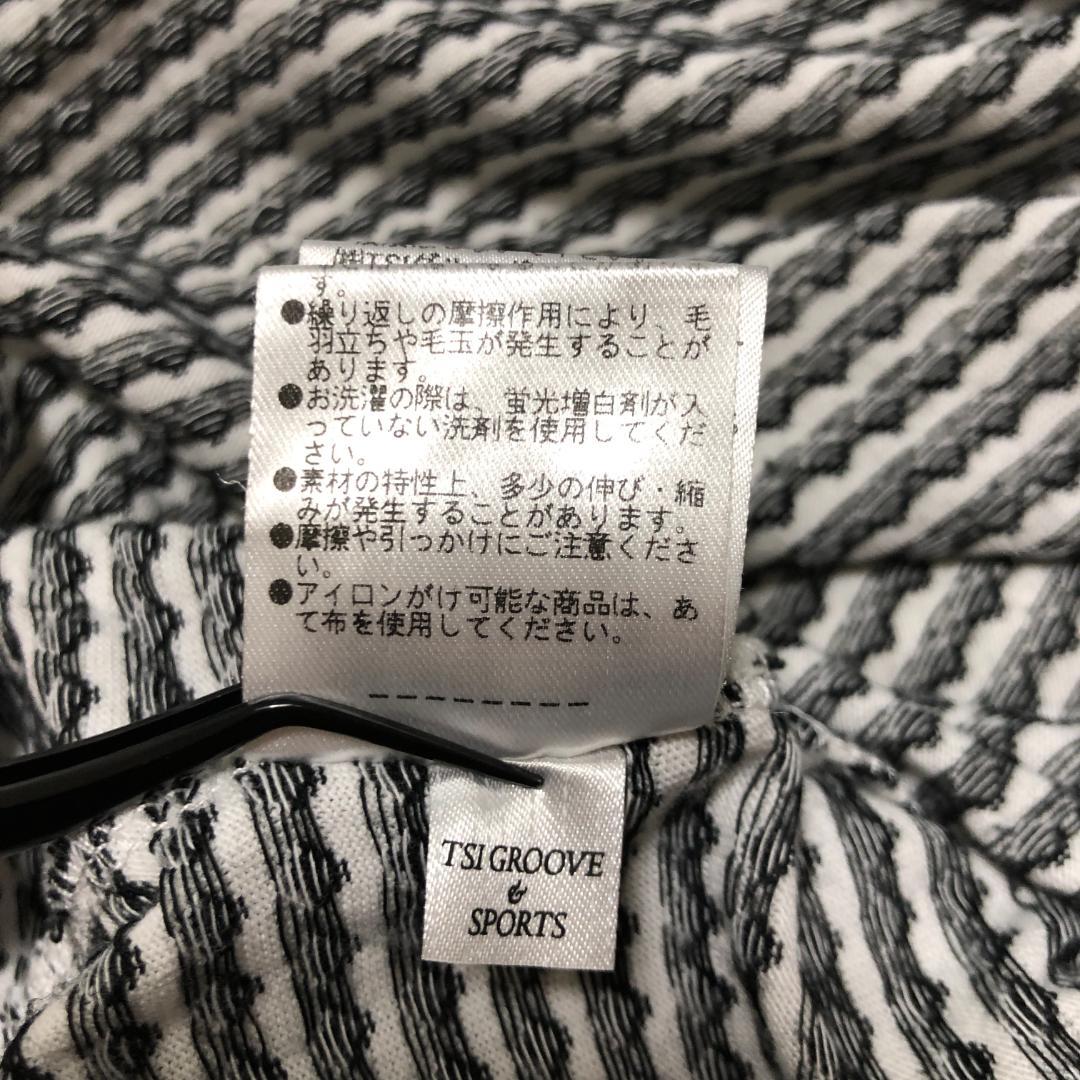 す。
●繰り返しの摩擦作用により、毛
羽立ちや毛玉が発生することが
あります。
●お洗濯の際は、蛍光増白剤が入
っていない洗剤を使用してくだ
さい。
●素材の特性上、多少の伸び・縮
みが発生することがあります。
●摩擦や引っかけにご注意くださ
い。
●アイロンがけ可能な商品は、あ
て布を使用してください。
--------
TSI GROOVE
&
SPORTS